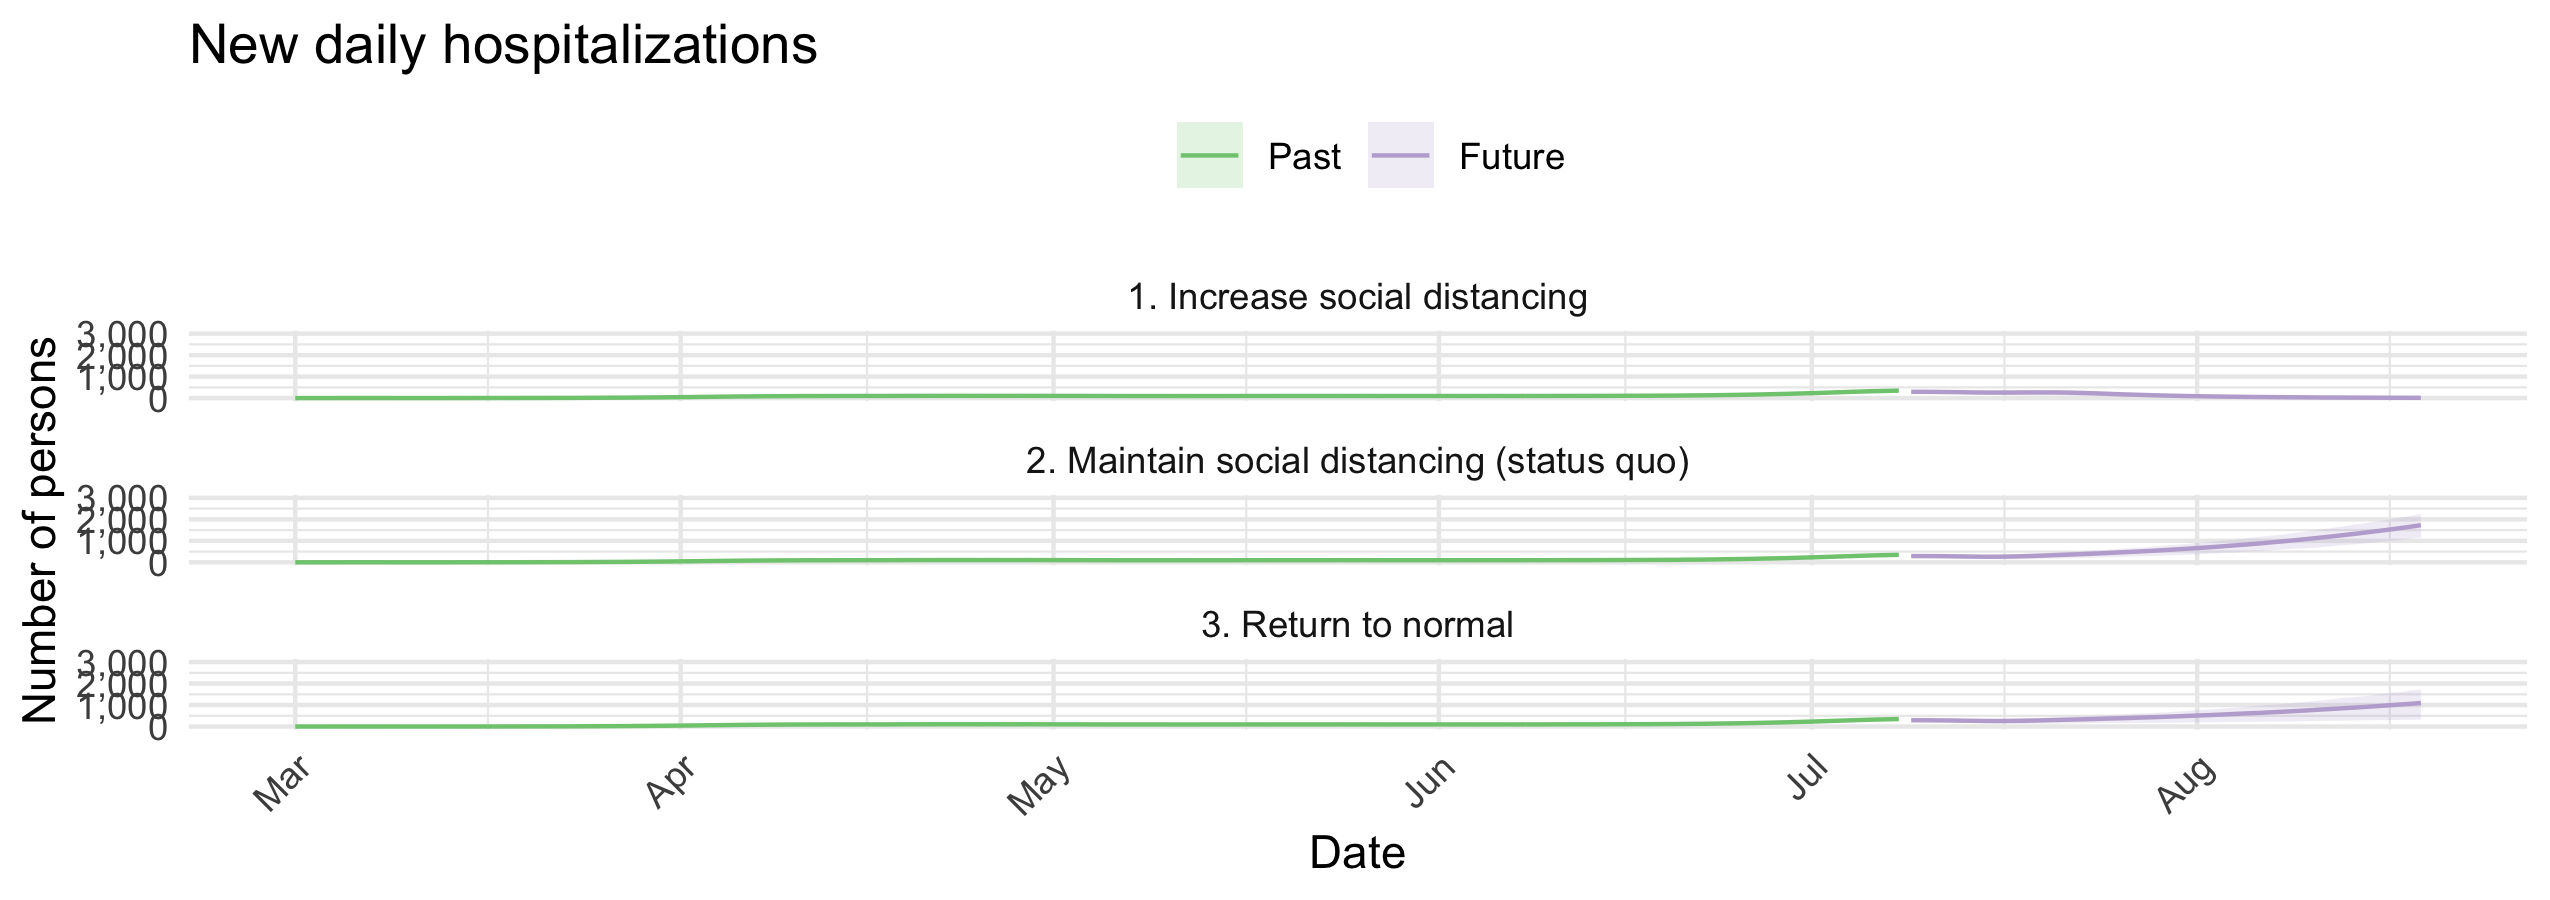 New daily hospitalizations
Past Future
1. Increase social distancing
3,000
2,000
1,000
0
2. Maintain social distancing (status quo)
3,000
2,000
1,000
0
3. Return to normal
3,000
2,000
1,000
0
Number of persons
Mar Apr May Jun Jul Aug
Date